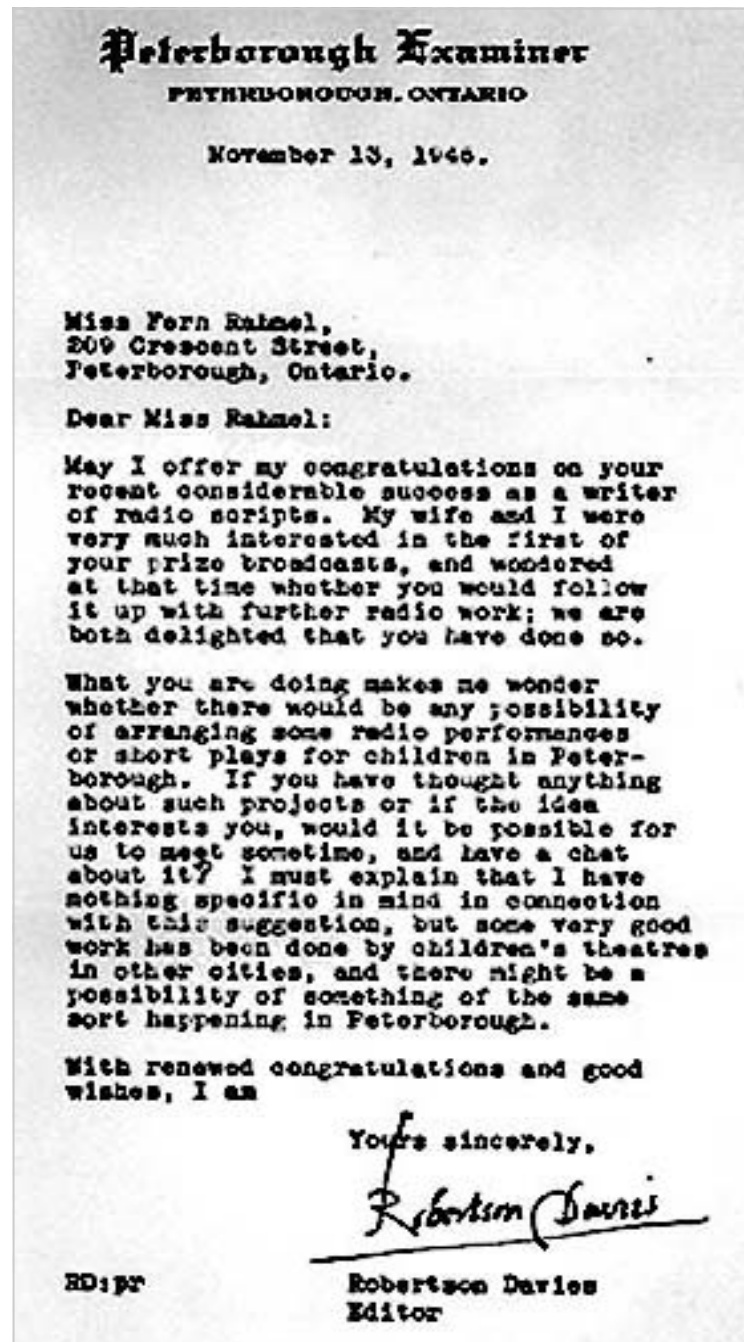 Peterborough Examiner
PETERBOROUGH, ONTARIO
November 13, 1946.
Miss Fern Rahmel,
209 Crescent Street,
Peterborough, Ontario.
Dear Miss Rahmel:
May I offer my congratulations on your
recent considerable success as a writer
of radio scripts. My wife and I were
very much interested in the first of
your prize broadcasts, and wondered
at that time whether you would follow
it up with further radio work; we are
both delighted that you have done so.
What you are doing makes me wonder
whether there would be any possibility
of arranging some radio performances
or short plays for children in Peter-
borough. If you have thought anything
about such projects or if the idea
interests you, would it be possible for
us to meet sometime, and have a chat
about it? I must explain that I have
nothing specific in mind in connection
with this suggestion, but some very good
work has been done by children's theatres
in other cities, and there might be a
possibility of something of the same
sort happening in Peterborough.
With renewed congratulations and good
wishes, I am
Yours sincerely,
Robertson Davies
RD:pr Robertson Davies
Editor